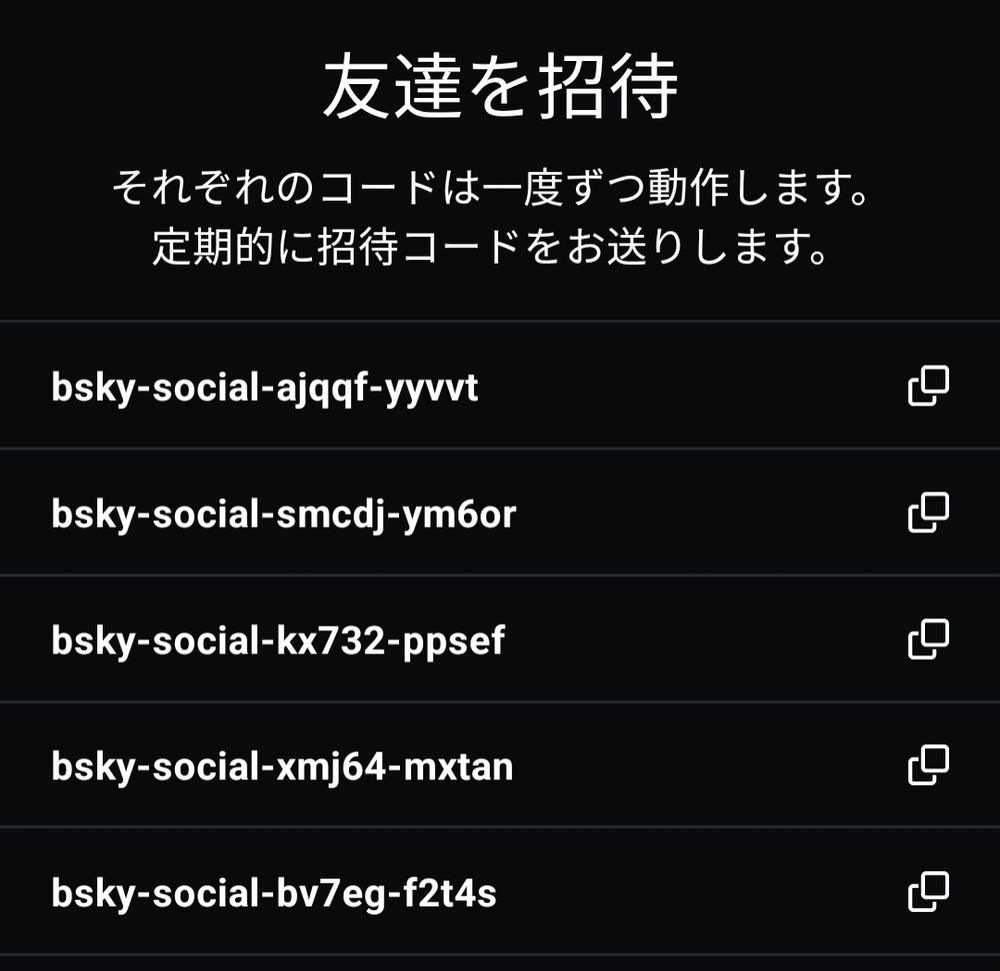 友達を招待
それぞれのコードは一度ずつ動作します。
定期的に招待コードをお送りします。
bsky-social-ajqqf-yyvvt
bsky-social-smcdj-ym6or
bsky-social-kx732-ppsef
bsky-social-xmj64-mxtan
bsky-social-bv7eg-f2t4s